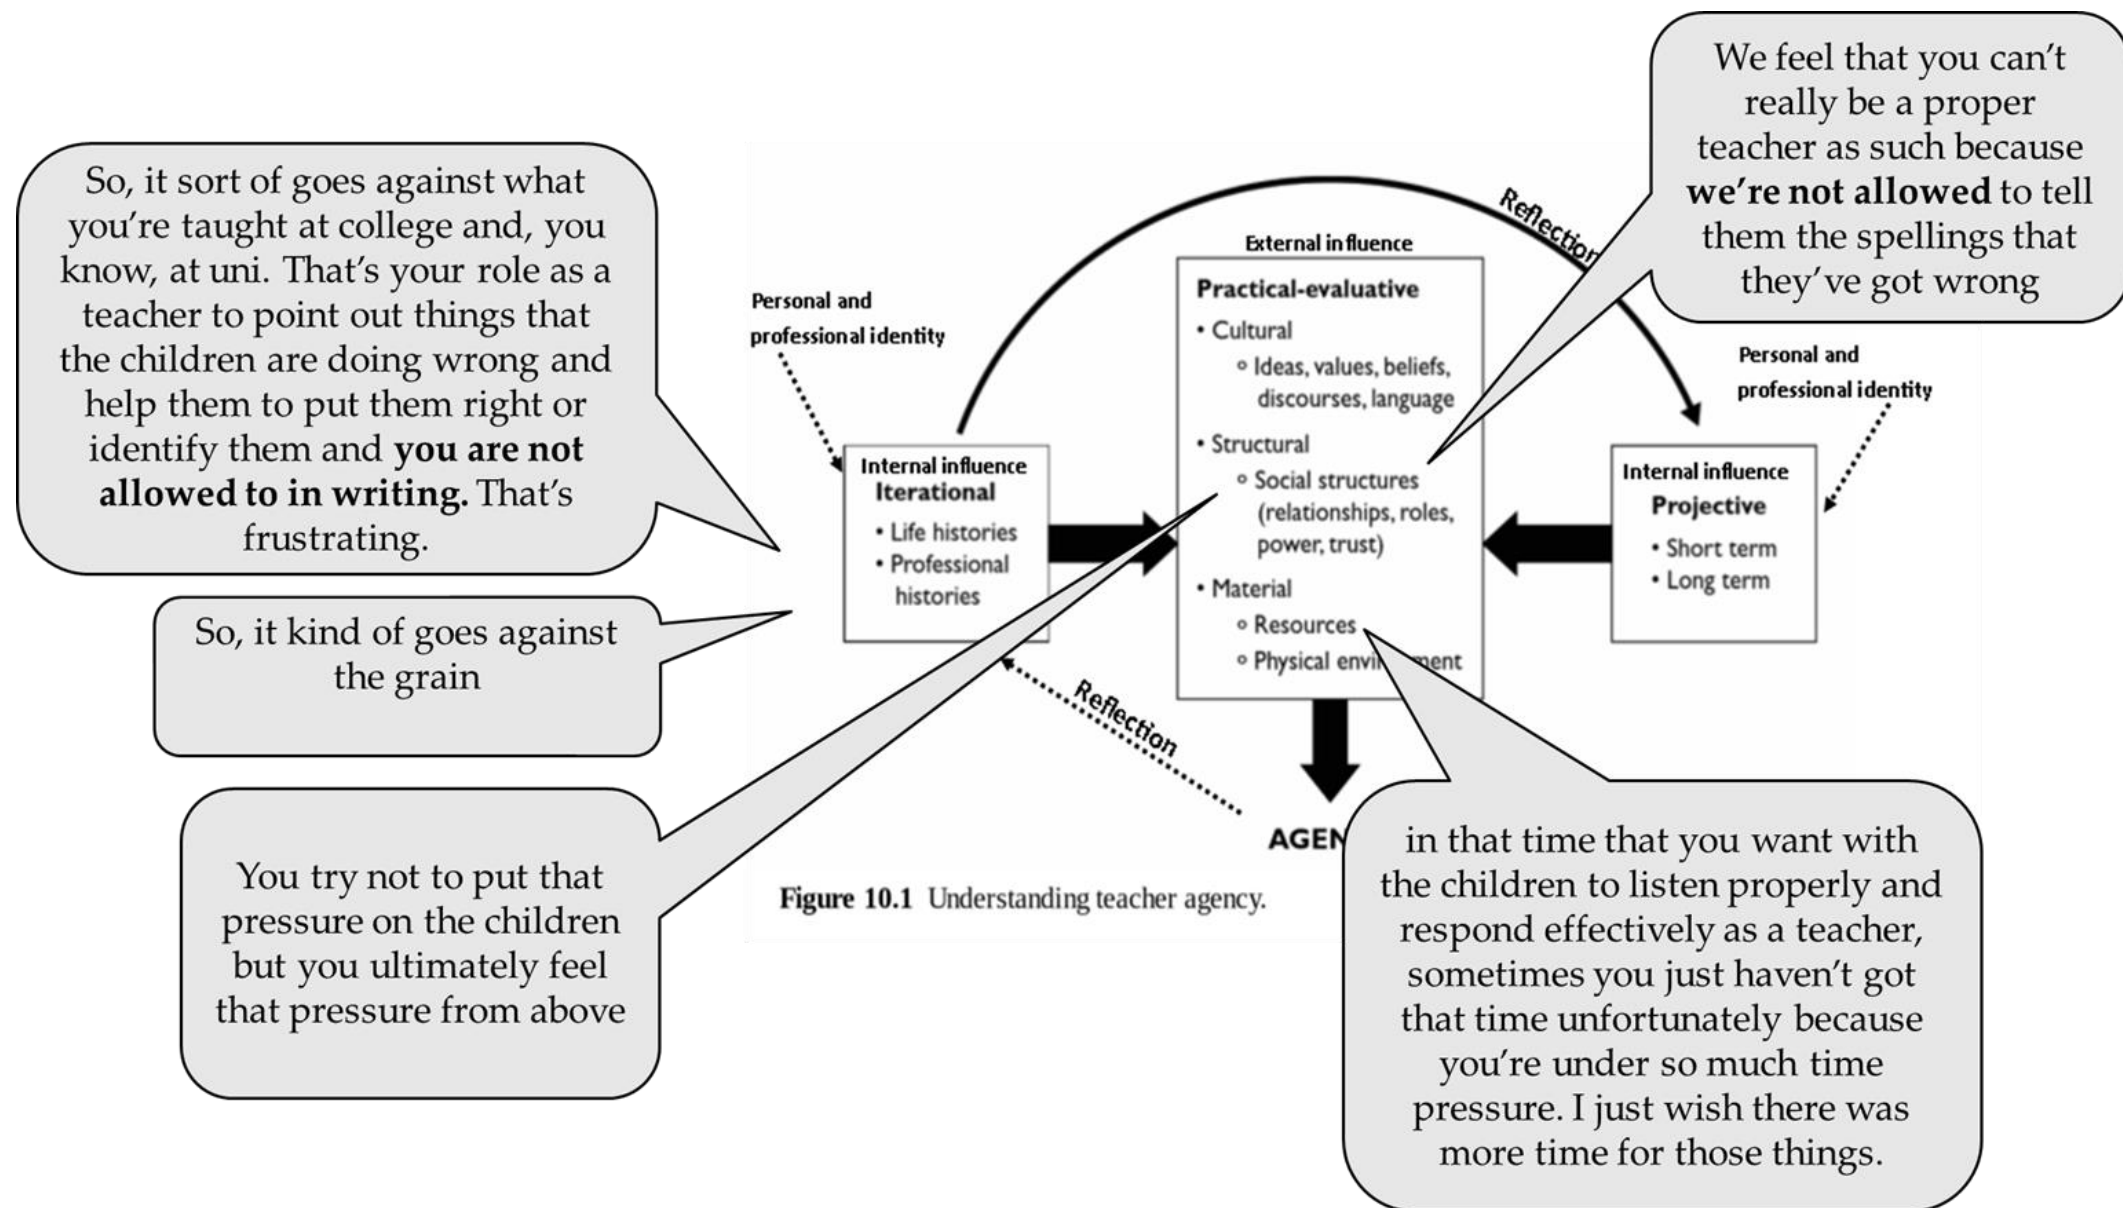 So, it sort of goes against what
you're taught at college and, you
know, at uni. That's your role as a
teacher to point out things that
the children are doing wrong and
help them to put them right or
identify them and you are not
allowed to in writing. That's
frustrating.
So, it kind of goes against
the grain
You try not to put that
pressure on the children
but you ultimately feel
that pressure from above
Personal and
professional identity
Internal influence
Iterational
• Life histories
• Professional
histories
Reflection
External influence
Practical-evaluative
• Cultural
Ideas, values, beliefs,
discourses, language
• Structural
Social structures
(relationships, roles,
power, trust)
• Material
Resources
Physical
AGEN
Figure 10.1 Understanding teacher agency.
Reflection
We feel that you can't
really be a proper
teacher as such because
we're not allowed to tell
them the spellings that
they've got wrong
Personal and
professional identity
Internal influence
Projective
• Short term
• Long term
in that time that you want with
the children to listen properly and
respond effectively as a teacher,
sometimes you just haven't got
that time unfortunately because
you're under so much time
pressure. I just wish there was
more time for those things.